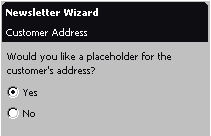 Newsletter Wizard
Customer Address
Would you like a placeholder for the
customer's address?
Yes
No